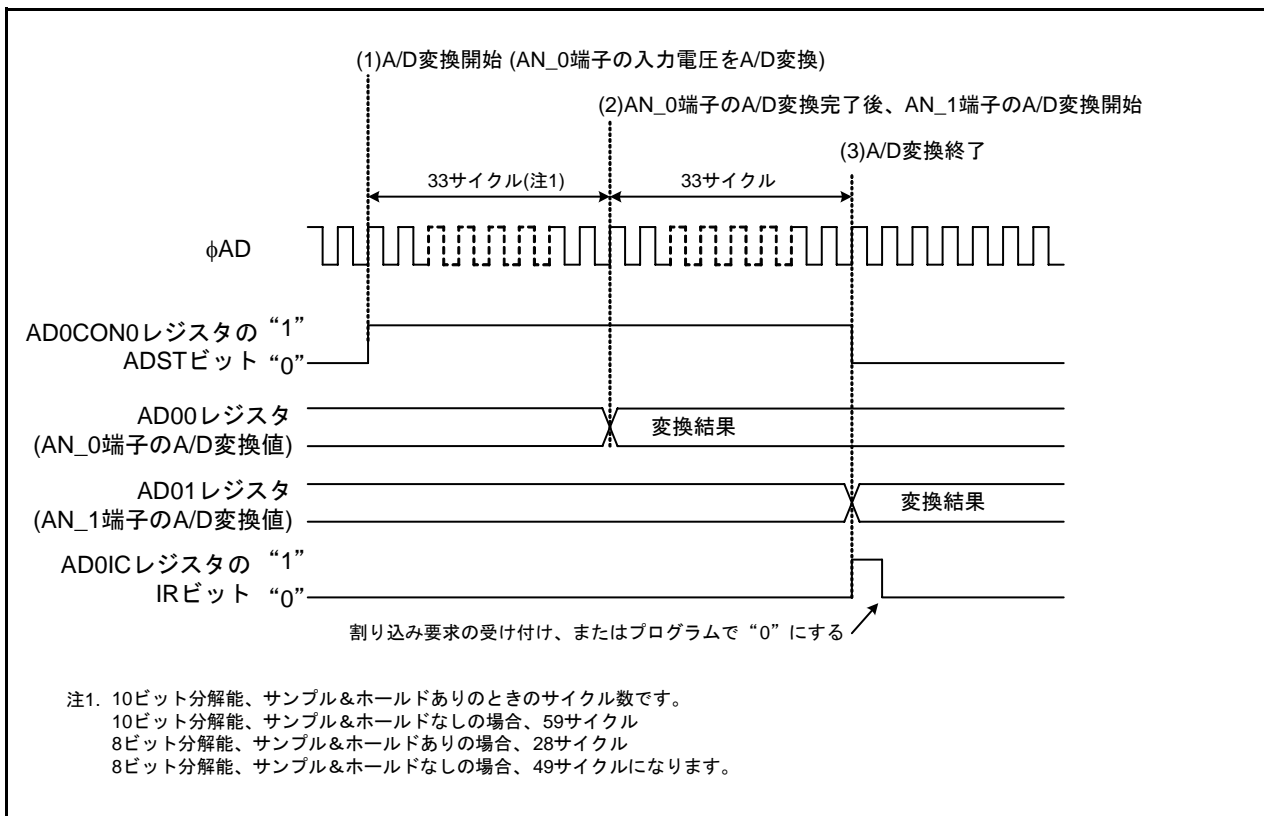 (1)A/D変換開始 (AN_0端子の入力電圧をA/D変換)
(2)AN_0端子のA/D変換完了後、AN_1端子のA/D変換開始
(3)A/D変換終了
33サイクル(注1)
33サイクル
φAD
AD0CON0レジスタの “1”
ADSTビット “0”
AD00レジスタ
(AN_0端子のA/D変換値)
変換結果
AD01レジスタ
(AN_1端子のA/D変換値)
変換結果
AD0ICレジスタの “1”
IRビット “0”
割り込み要求の受け付け、またはプログラムで“0”にする
注1. 10ビット分解能、サンプル&ホールドありのときのサイクル数です。
10ビット分解能、サンプル&ホールドなしの場合、59サイクル
8ビット分解能、サンプル&ホールドありの場合、28サイクル
8ビット分解能、サンプル&ホールドなしの場合、49サイクルになります。